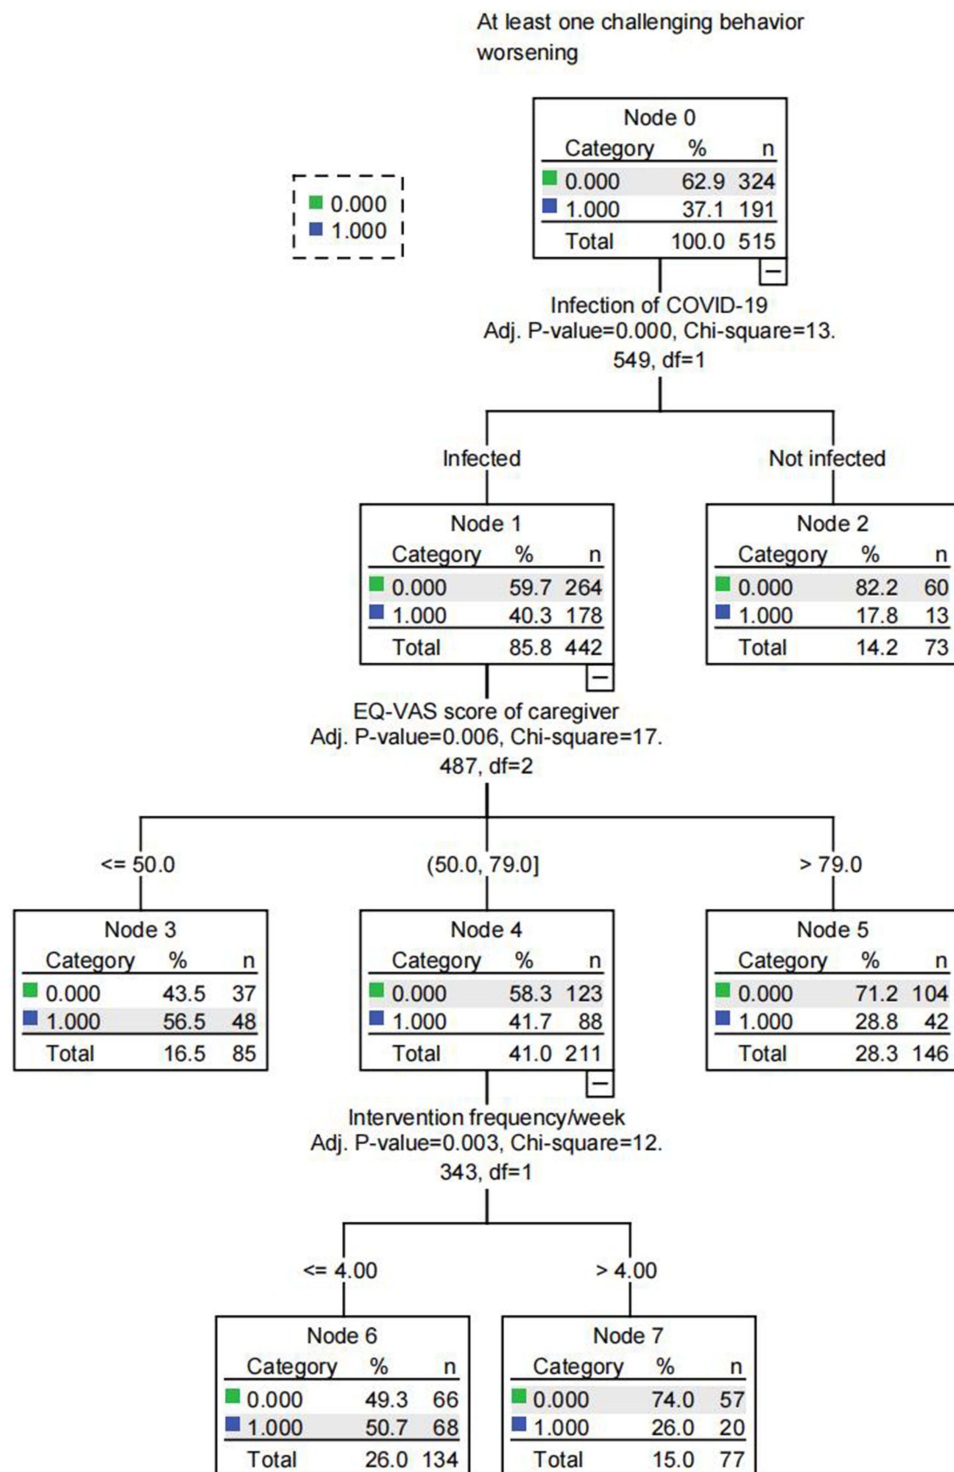 At least one challenging behavior
worsening
Node 0
Category % n
0.000 62.9 324
1.000 37.1 191
Total 100.0 515
0.000
1.000
Infection of COVID-19
Adj. P-value=0.000, Chi-square=13.
549, df=1
Infected
Not infected
Node 1
Category % n
0.000 59.7 264
1.000 40.3 178
Total 85.8 442
Node 2
Category % n
0.000 82.2 60
1.000 17.8 13
Total 14.2 73
EQ-VAS score of caregiver
Adj. P-value=0.006, Chi-square=17.
487, df=2
<= 50.0
(50.0, 79.0]
> 79.0
Node 3
Category % n
0.000 43.5 37
1.000 56.5 48
Total 16.5 85
Node 4
Category % n
0.000 58.3 123
1.000 41.7 88
Total 41.0 211
Node 5
Category % n
0.000 71.2 104
1.000 28.8 42
Total 28.3 146
Intervention frequency/week
Adj. P-value=0.003, Chi-square=12.
343, df=1
<= 4.00
> 4.00
Node 6
Category % n
0.000 49.3 66
1.000 50.7 68
Total 26.0 134
Node 7
Category % n
0.000 74.0 57
1.000 26.0 20
Total 15.0 77